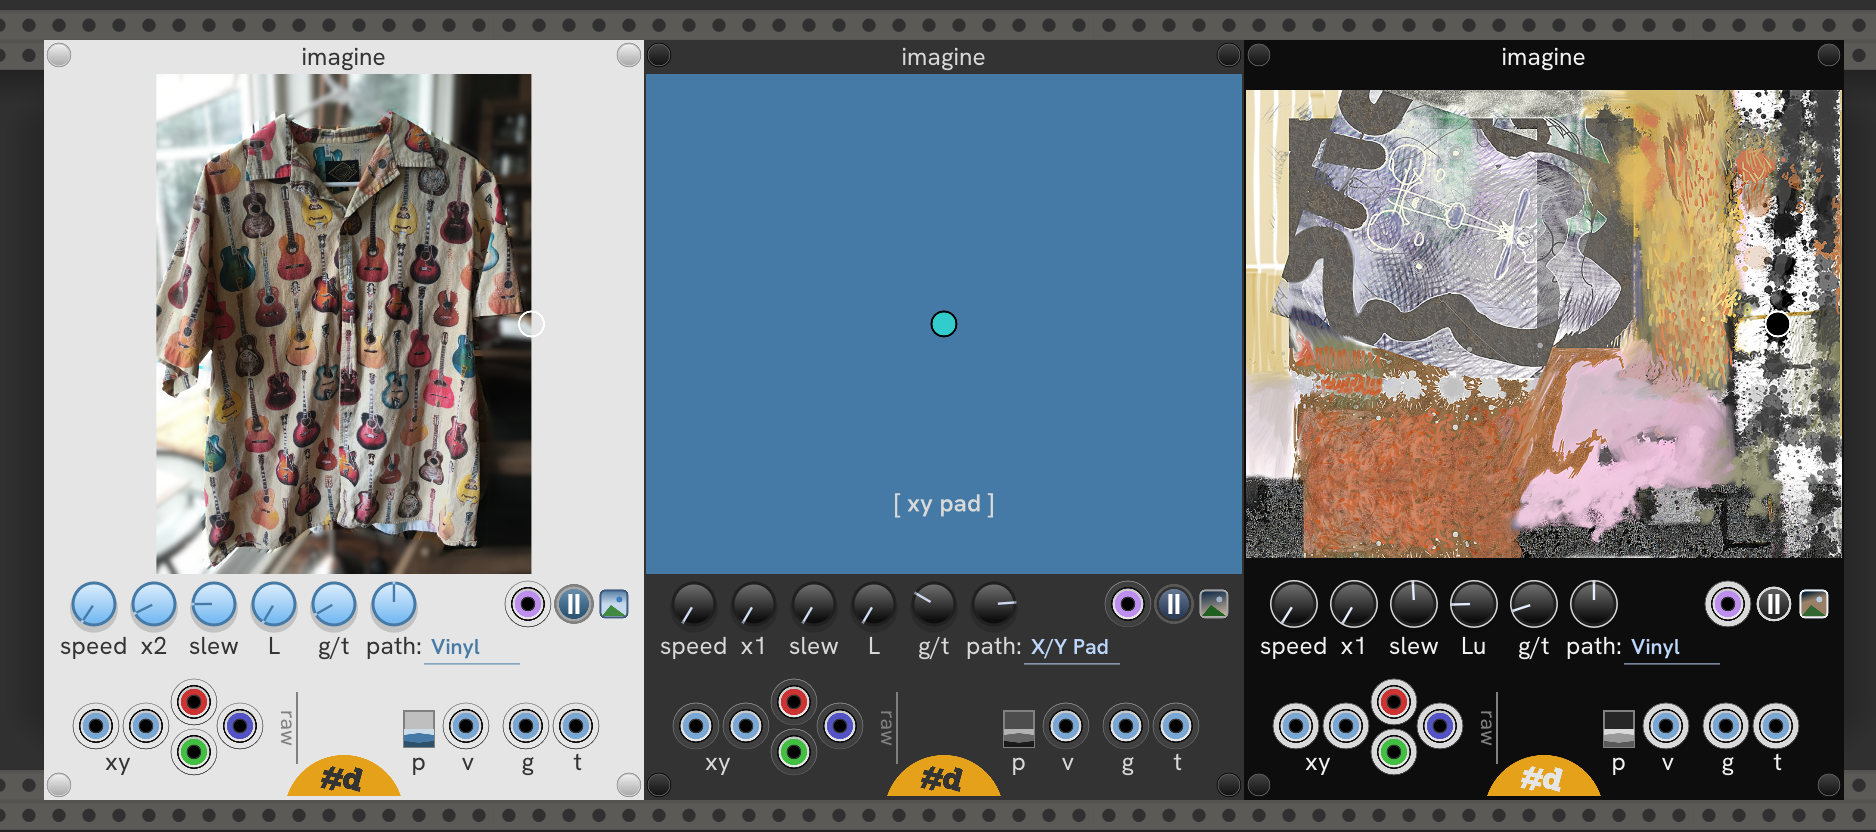 imagine
speed x2 slew L g/t path: Vinyl
xy raw p v g t
#d
imagine
[ xy pad ]
speed x1 slew L g/t path: X/Y Pad
xy raw p v g t
#d
imagine
speed x1 slew Lu g/t path: Vinyl
xy raw p v g t
#d